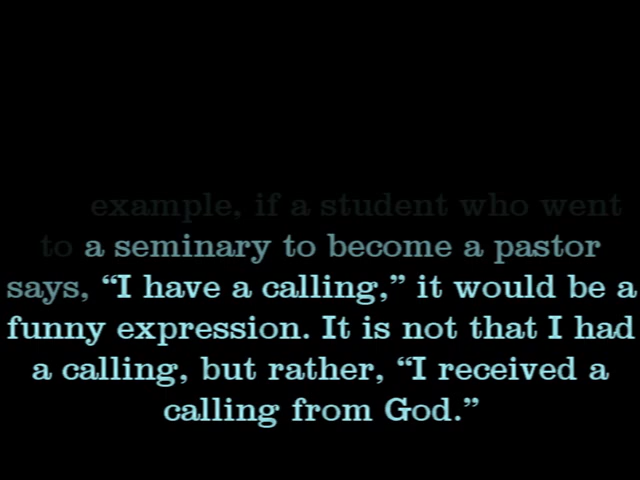 example, if a student who went
to a seminary to become a pastor
says, “I have a calling,” it would be a
funny expression. It is not that I had
a calling, but rather, “I received a
calling from God.”